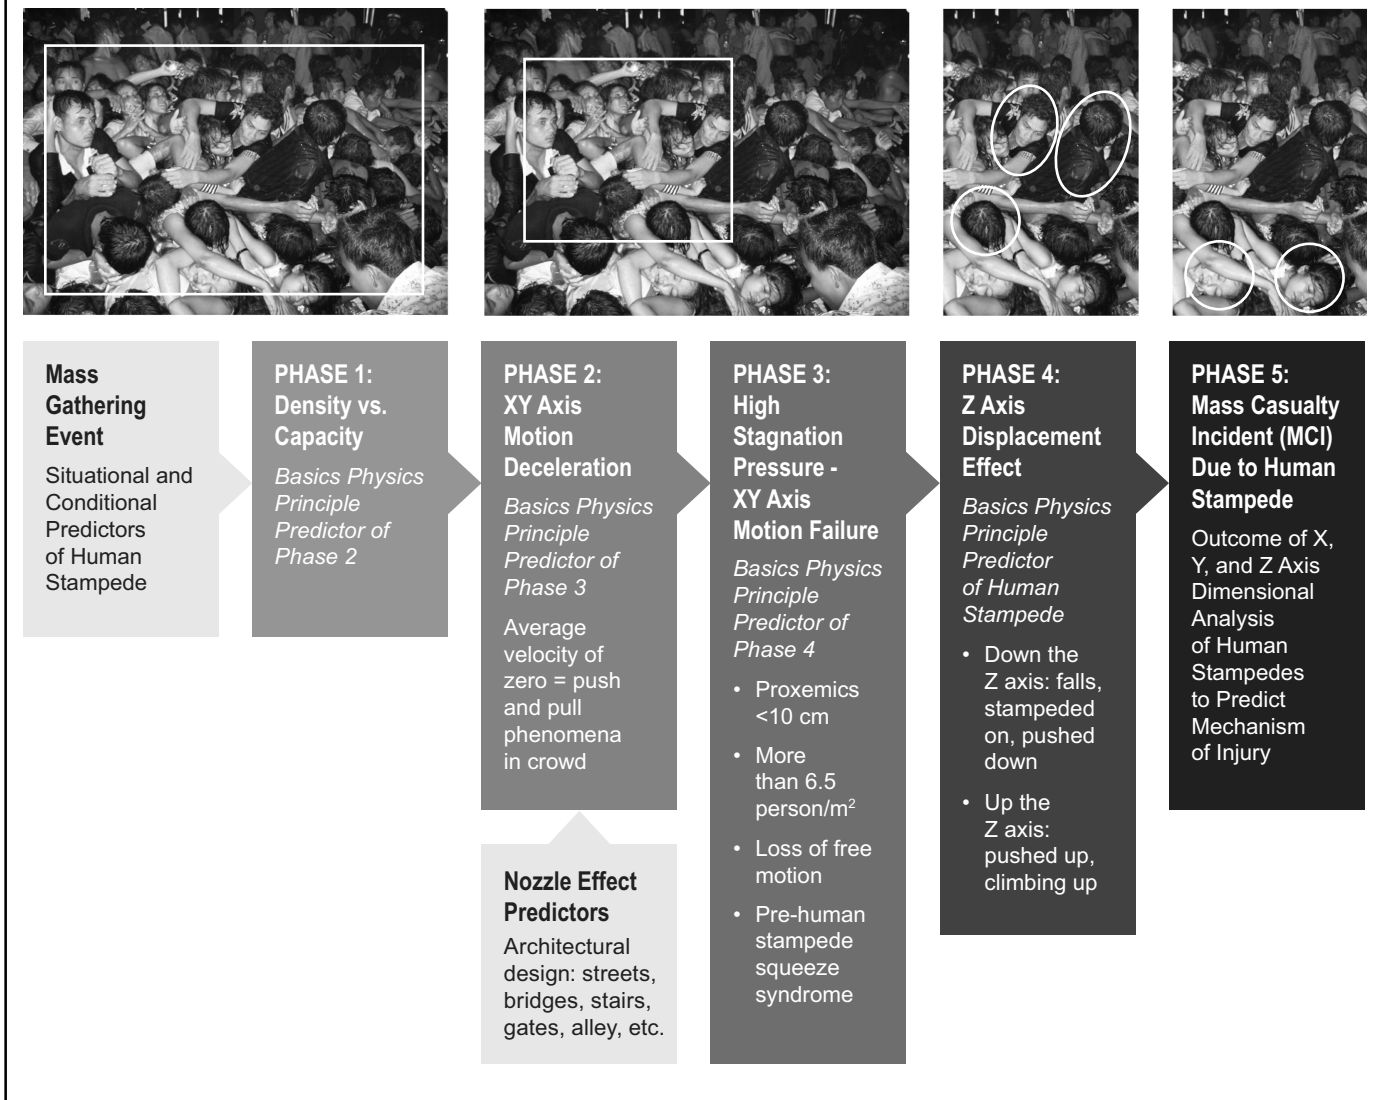 Mass
Gathering
Event
Situational and
Conditional
Predictors
of Human
Stampede
PHASE 1:
Density vs.
Capacity
Basics Physics
Principle
Predictor of
Phase 2
PHASE 2:
XY Axis
Motion
Deceleration
Basics Physics
Principle
Predictor of
Phase 3
Average
velocity of
zero = push
and pull
phenomena
in crowd
Nozzle Effect
Predictors
Architectural
design: streets,
bridges, stairs,
gates, alley, etc.
PHASE 3:
High
Stagnation
Pressure -
XY Axis
Motion Failure
Basics Physics
Principle
Predictor of
Phase 4
• Proxemics
<10 cm
• More
than 6.5
person/m²
• Loss of free
motion
• Pre-human
stampede
squeeze
syndrome
PHASE 4:
Z Axis
Displacement
Effect
Basics Physics
Principle
Predictor
of Human
Stampede
• Down the
Z axis: falls,
stampeded
on, pushed
down
• Up the
Z axis:
pushed up,
climbing up
PHASE 5:
Mass Casualty
Incident (MCI)
Due to Human
Stampede
Outcome of X,
Y, and Z Axis
Dimensional
Analysis
of Human
Stampedes
to Predict
Mechanism
of Injury